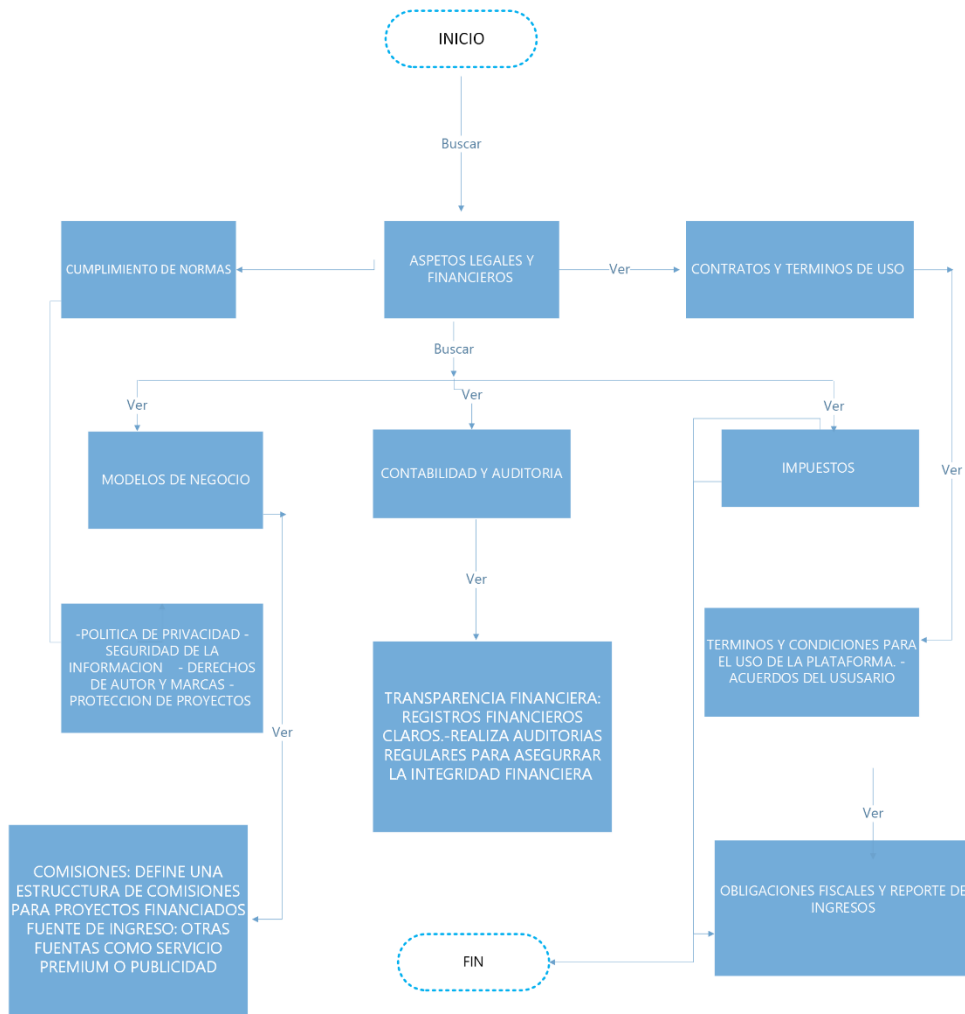 INICIO
Buscar
CUMPLIMIENTO DE NORMAS
ASPETOS LEGALES Y
FINANCIEROS
Ver
CONTRATOS Y TERMINOS DE USO
Buscar
Ver
Ver
Ver
Ver
MODELOS DE NEGOCIO
CONTABILIDAD Y AUDITORIA
IMPUESTOS
Ver
-POLITICA DE PRIVACIDAD -
SEGURIDAD DE LA
INFORMACION - DERECHOS
DE AUTOR Y MARCAS -
PROTECCION DE PROYECTOS
Ver
TRANSPARENCIA FINANCIERA:
REGISTROS FINANCIEROS
CLAROS.-REALIZA AUDITORIAS
REGULARES PARA ASEGURRAR
LA INTEGRIDAD FINANCIERA
TERMINOS Y CONDICIONES PARA
EL USO DE LA PLATAFORMA. -
ACUERDOS DEL USUSARIO
Ver
COMISIONES: DEFINE UNA
ESTRUCCTURA DE COMISIONES
PARA PROYECTOS FINANCIADOS
FUENTE DE INGRESO: OTRAS
FUENTAS COMO SERVICIO
PREMIUM O PUBLICIDAD
OBLIGACIONES FISCALES Y REPORTE DE
INGRESOS
FIN